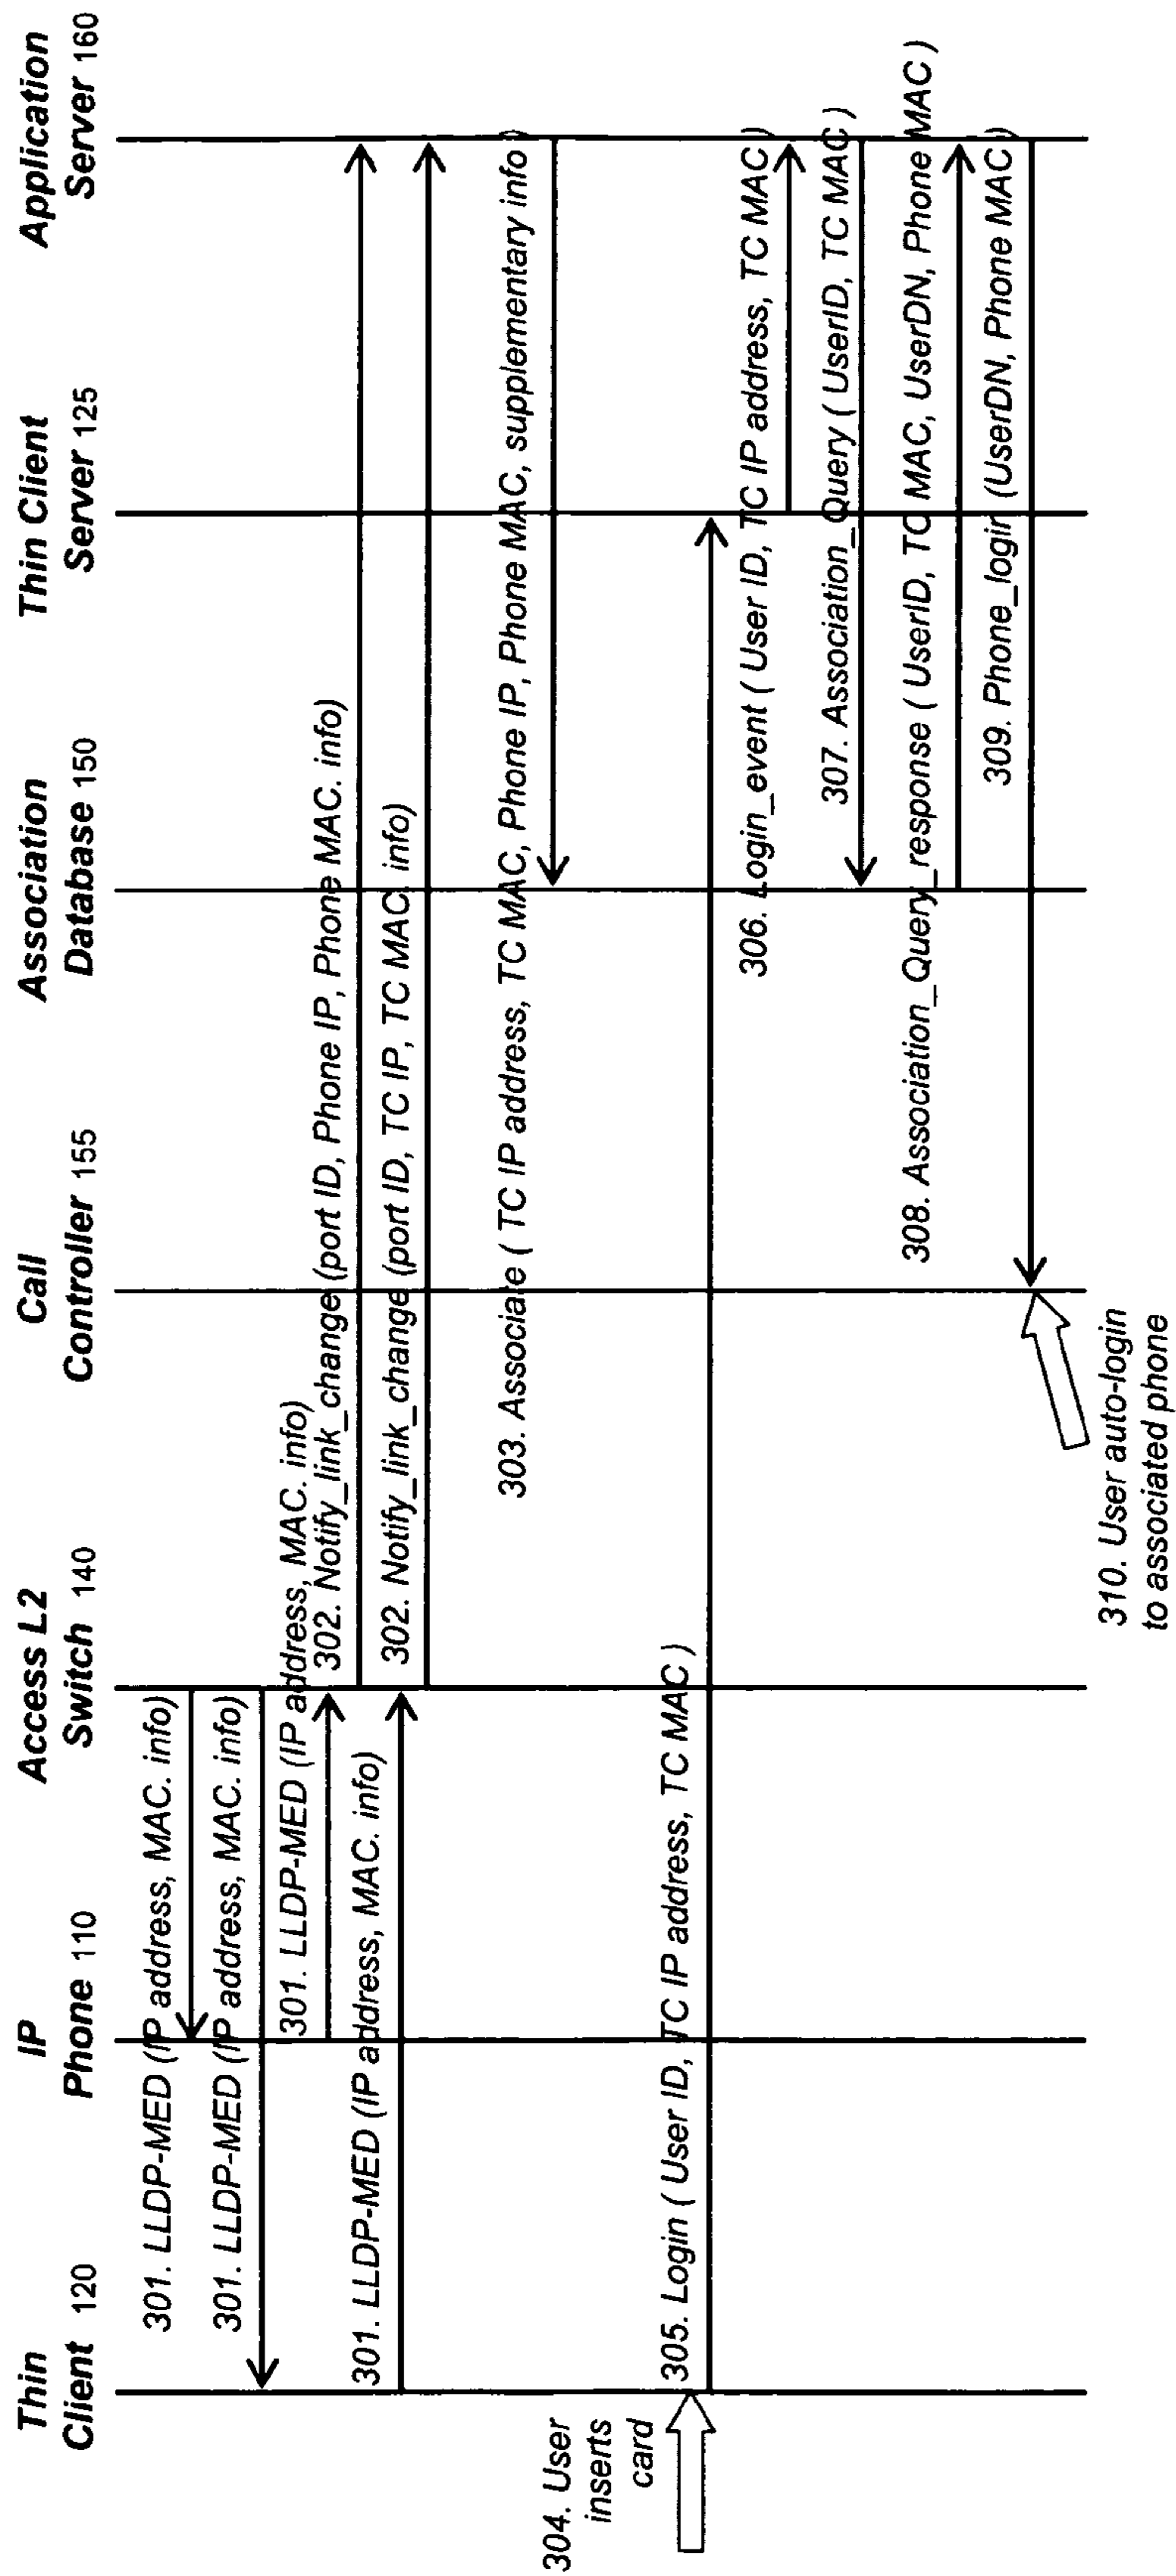 Thin
Client 120
IP
Phone 110
Access L2
Switch 140
Call
Controller 155
Association
Database 150
Thin Client
Server 125
Application
Server 160
301. LLDP-MED (IP address, MAC. info)
301. LLDP-MED (IP address, MAC. info)
301. LLDP-MED (IP address, MAC. info)
302. Notify_link_change (port ID, Phone IP, Phone MAC. info)
301. LLDP-MED (IP address, MAC. info)
302. Notify_link_change (port ID, TC IP, TC MAC. info)
303. Associate ( TC IP address, TC MAC, Phone IP, Phone MAC, supplementary info )
304. User
inserts
card
305. Login ( User ID, TC IP address, TC MAC )
306. Login_event ( User ID, TC IP address, TC MAC )
307. Association_Query ( UserID, TC MAC )
308. Association_Query_response ( UserID, TC MAC, UserDN, Phone MAC )
309. Phone_login (UserDN, Phone MAC )
310. User auto-login
to associated phone